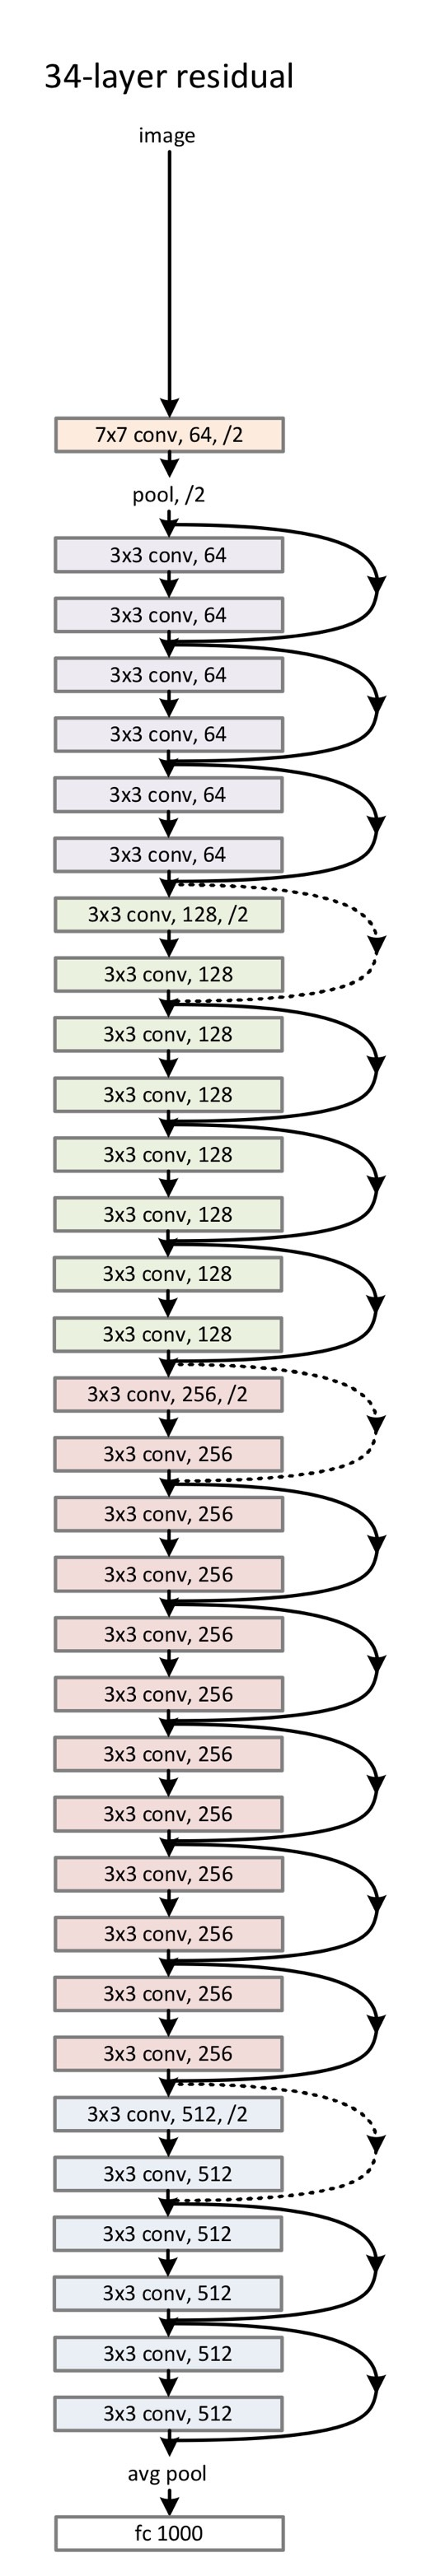 34-layer residual
image
7x7 conv, 64, /2
pool, /2
3x3 conv, 64
3x3 conv, 64
3x3 conv, 64
3x3 conv, 64
3x3 conv, 64
3x3 conv, 64
3x3 conv, 128, /2
3x3 conv, 128
3x3 conv, 128
3x3 conv, 128
3x3 conv, 128
3x3 conv, 128
3x3 conv, 128
3x3 conv, 128
3x3 conv, 256, /2
3x3 conv, 256
3x3 conv, 256
3x3 conv, 256
3x3 conv, 256
3x3 conv, 256
3x3 conv, 256
3x3 conv, 256
3x3 conv, 256
3x3 conv, 256
3x3 conv, 256
3x3 conv, 256
3x3 conv, 512, /2
3x3 conv, 512
3x3 conv, 512
3x3 conv, 512
3x3 conv, 512
3x3 conv, 512
avg pool
fc 1000